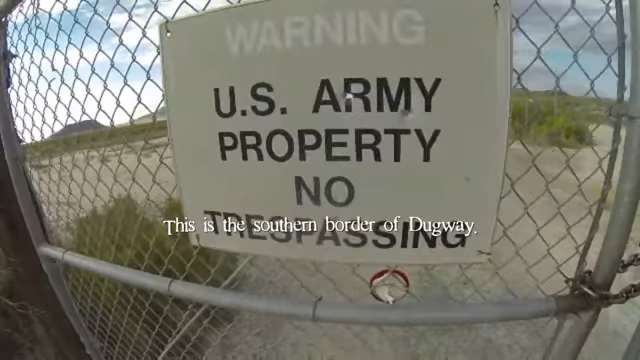 WARNING
U.S. ARMY
PROPERTY
NO
TRESPASSING
This is the southern border of Dugway.